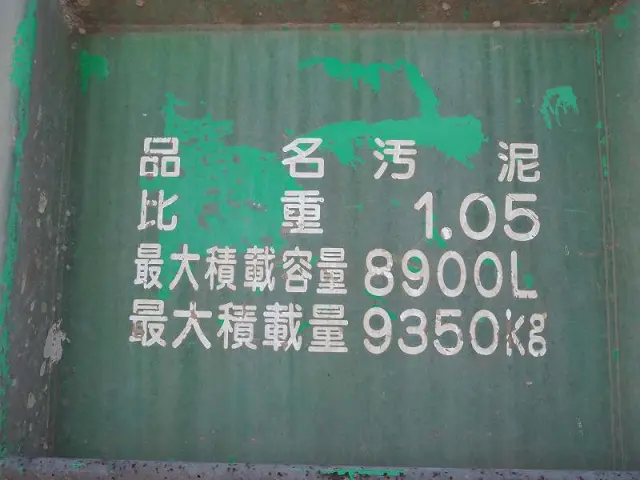 品名 汚泥
比重 1.05
最大積載容量 8900L
最大積載量 9350kg